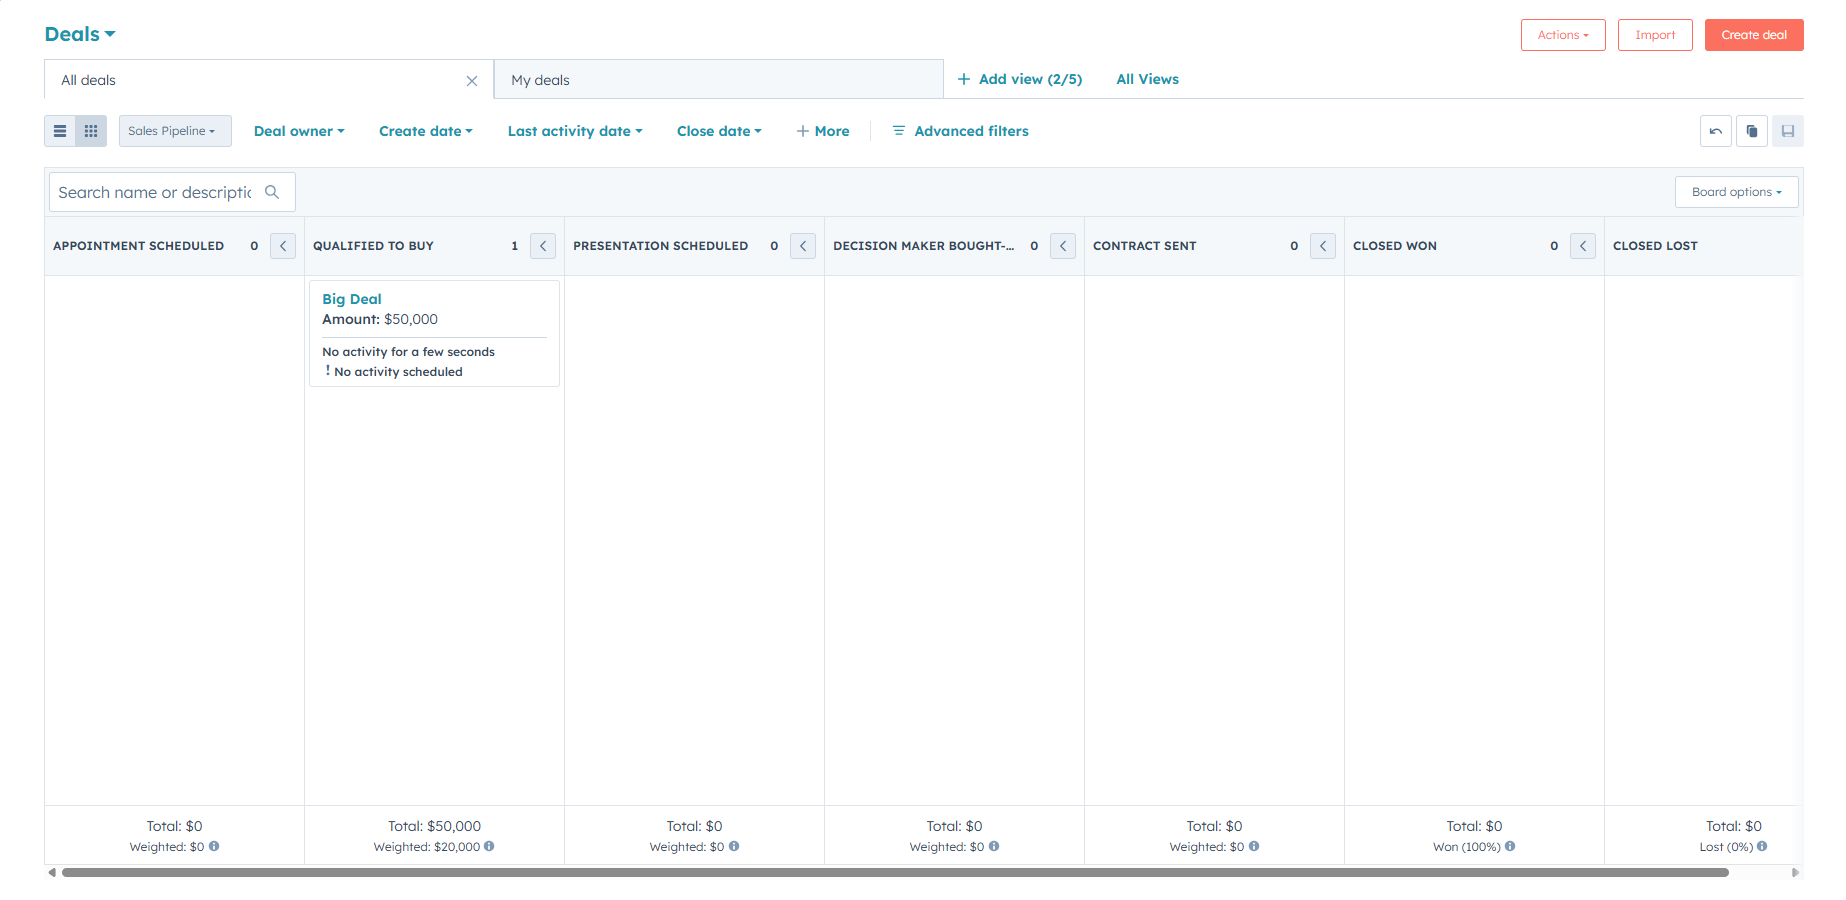 Deals
Actions
Import
Create deal
All deals
My deals
Add view (2/5)
All Views
Sales Pipeline
Deal owner
Create date
Last activity date
Close date
More
Advanced filters
Search name or descriptic
Board options
APPOINTMENT SCHEDULED 0
QUALIFIED TO BUY 1
PRESENTATION SCHEDULED 0
DECISION MAKER BOUGHT-... 0
CONTRACT SENT 0
CLOSED WON 0
CLOSED LOST
Big Deal
Amount: $50,000
No activity for a few seconds
! No activity scheduled
Total: $0
Weighted: $0
Total: $50,000
Weighted: $20,000
Total: $0
Weighted: $0
Total: $0
Weighted: $0
Total: $0
Weighted: $0
Total: $0
Won (100%)
Total: $0
Lost (0%)